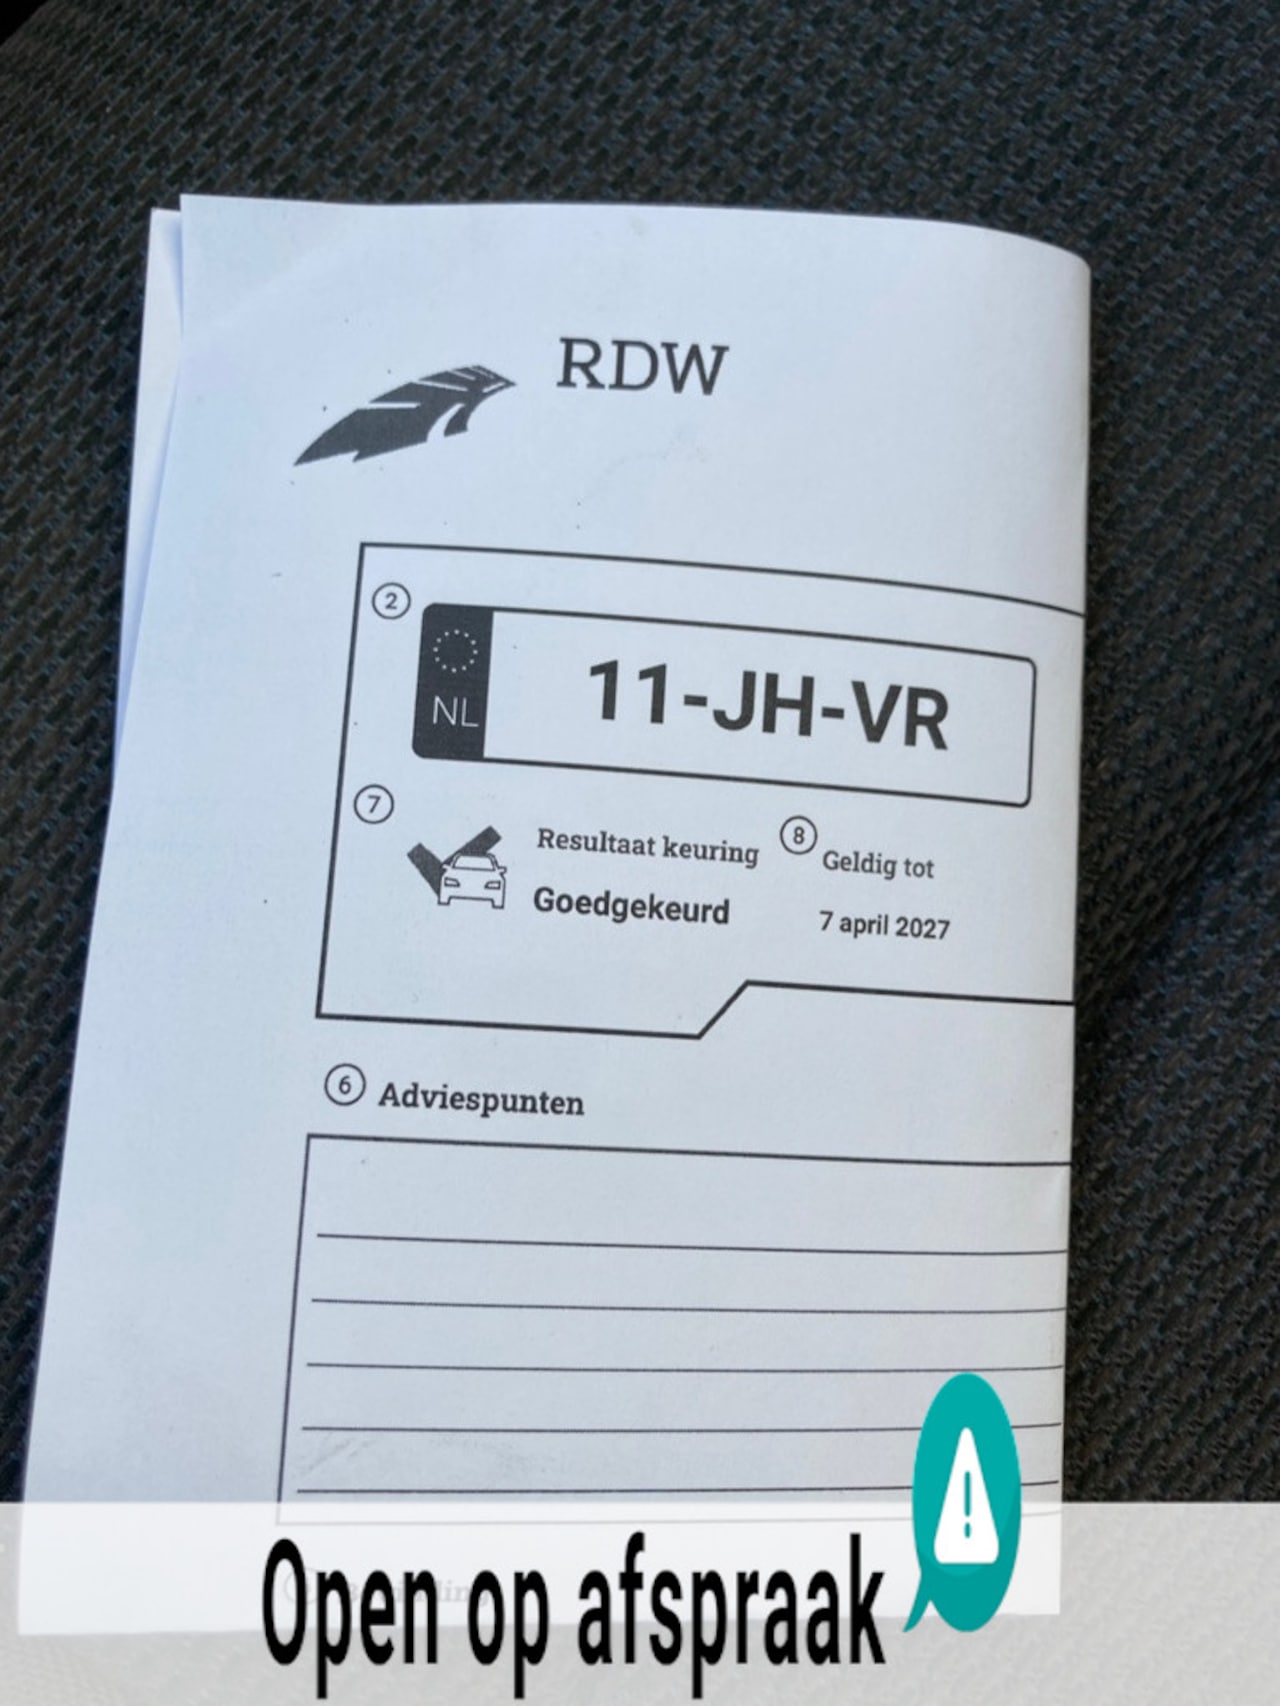 RDW
2
NL
11-JH-VR
7
Resultaat keuring
8
Geldig tot
Goedgekeurd
7 april 2027
6 Adviespunten
Open op afspraak